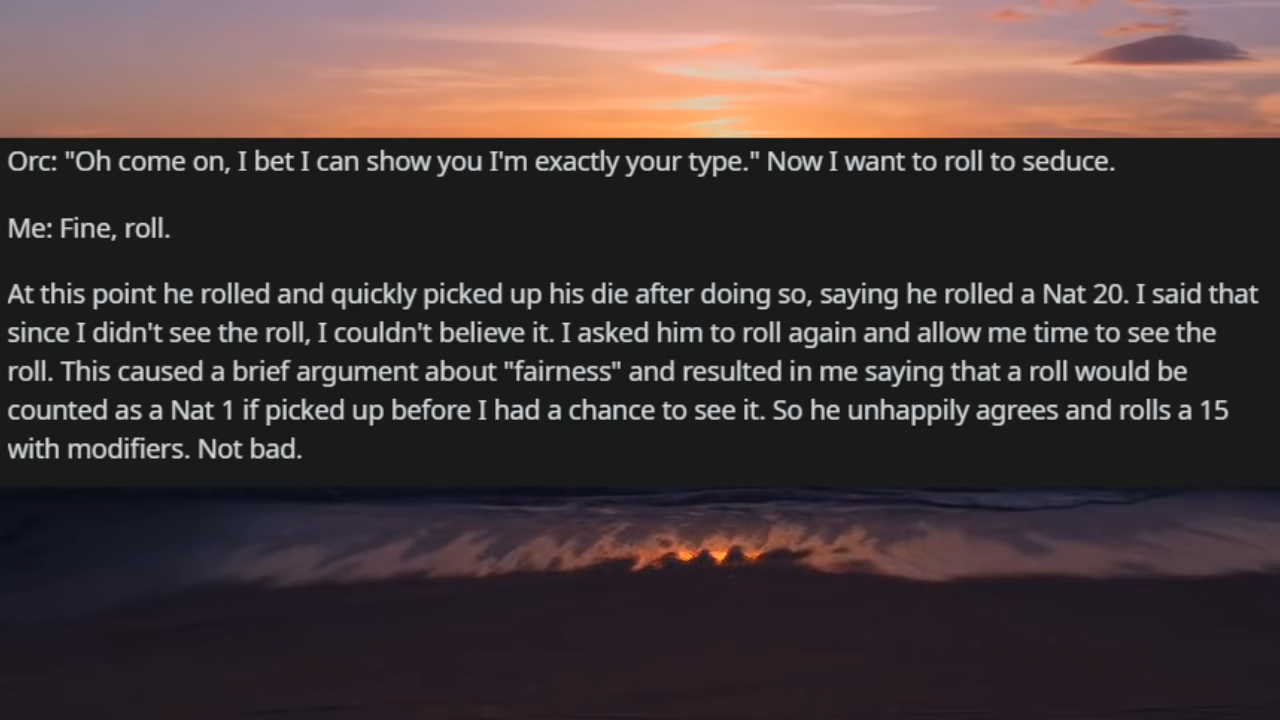 Orc: "Oh come on, I bet I can show you I'm exactly your type." Now I want to roll to seduce.
Me: Fine, roll.
At this point he rolled and quickly picked up his die after doing so, saying he rolled a Nat 20. I said that
since I didn't see the roll, I couldn't believe it. I asked him to roll again and allow me time to see the
roll. This caused a brief argument about "fairness" and resulted in me saying that a roll would be
counted as a Nat 1 if picked up before I had a chance to see it. So he unhappily agrees and rolls a 15
with modifiers. Not bad.